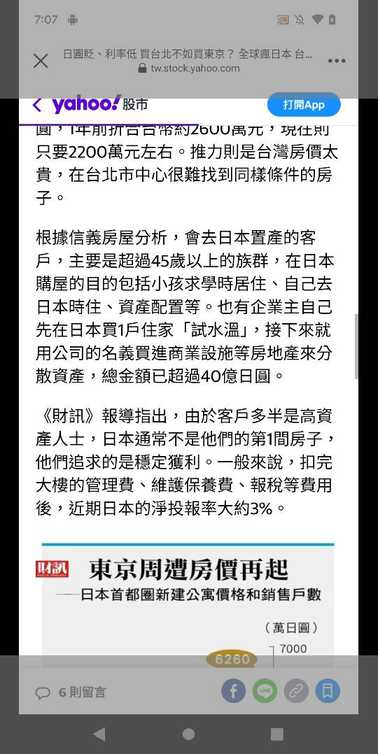 7:07
日圓貶、利率低 買台北不如買東京？ 全球瘋日本 台...
tw.stock.yahoo.com
yahoo!股市
打開App
圓，1年前折合台幣約2600萬元，現在則
只要2200萬元左右。推力則是台灣房價太
貴，在台北市中心很難找到同樣條件的房
子。
根據信義房屋分析，會去日本置產的客
戶，主要是超過45歲以上的族群，在日本
購屋的目的包括小孩求學時居住、自己去
日本時住、資產配置等。也有企業主自己
先在日本買1戶住家「試水溫」，接下來就
用公司的名義買進商業設施等房地產來分
散資產，總金額已超過40億日圓。
《財訊》報導指出，由於客戶多半是高資
產人士，日本通常不是他們的第1間房子，
他們追求的是穩定獲利。一般來說，扣完
大樓的管理費、維護保養費、報稅等費用
後，近期日本的淨投報率大約3%。
財訊 東京周遭房價再起
──日本首都圈新建公寓價格和銷售戶數
（萬日圓）
6260
7000
6 則留言